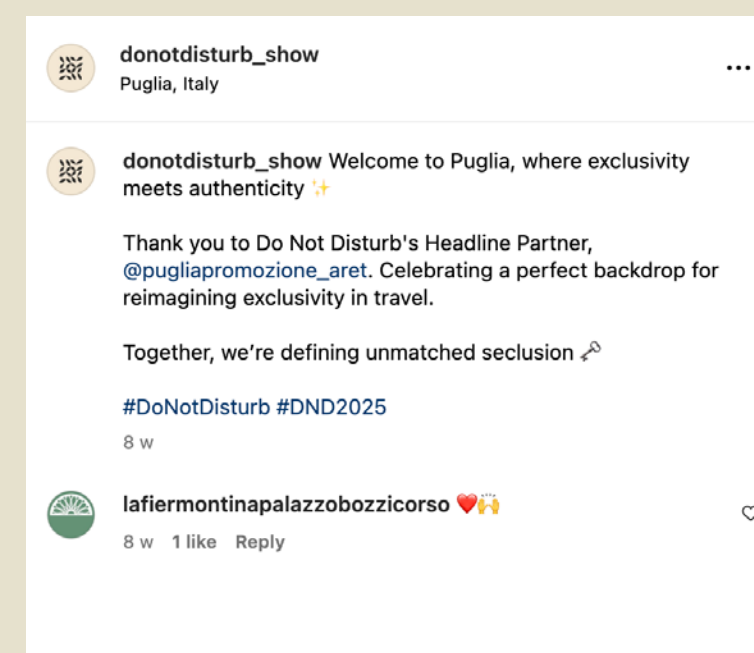 donotdisturb_show
Puglia, Italy
donotdisturb_show Welcome to Puglia, where exclusivity
meets authenticity ✨
Thank you to Do Not Disturb's Headline Partner,
@pugliapromozione_aret. Celebrating a perfect backdrop for
reimagining exclusivity in travel.
Together, we’re defining unmatched seclusion 🗝️
#DoNotDisturb #DND2025
8 w
lafiermontinapalazzobozzicorso ❤️🙌
8 w 1 like Reply